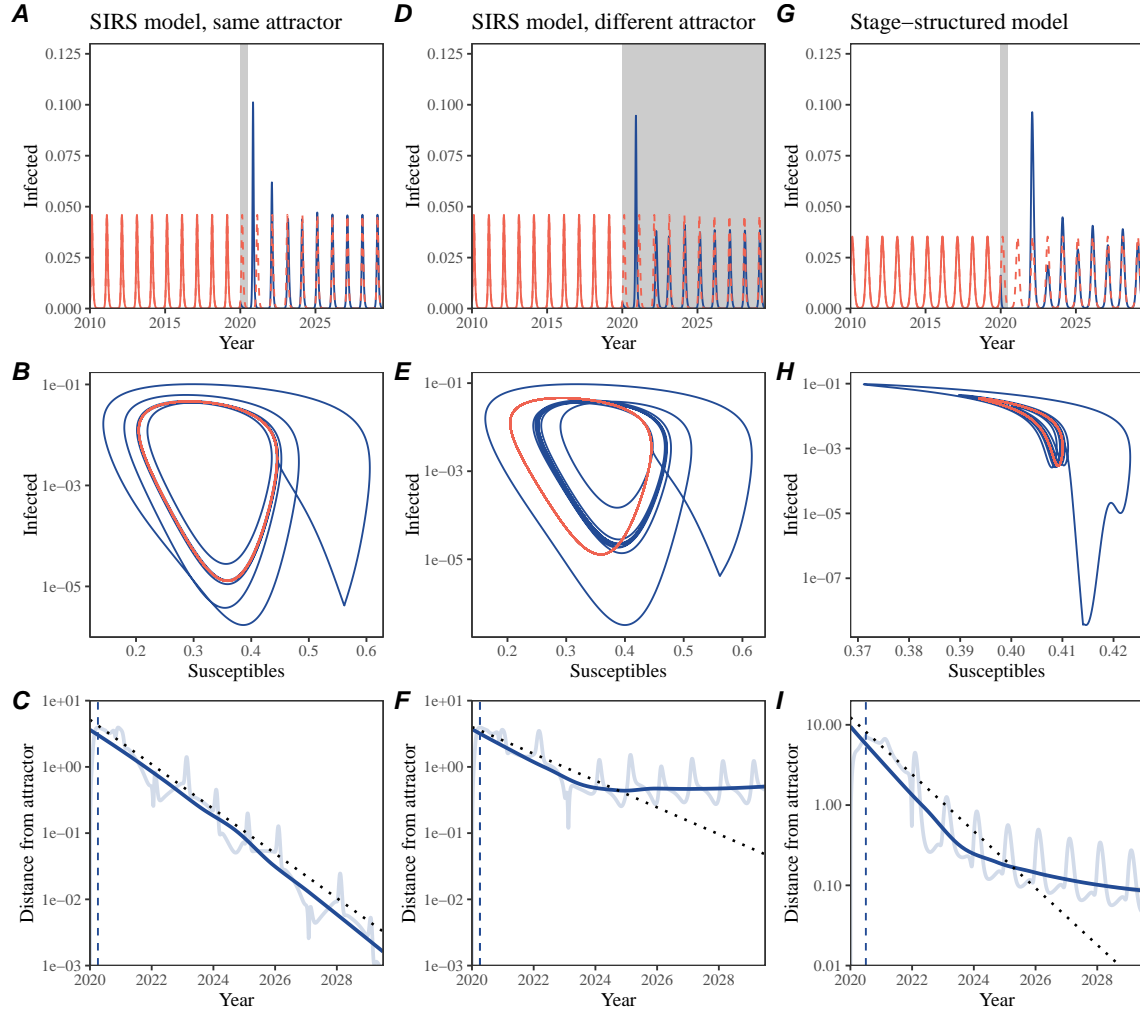 A
SIRS model, same attractor
0.125
0.100
0.075
0.050
0.025
0.000
Infected
2010
2015
2020
2025
Year
D
SIRS model, different attractor
0.125
0.100
0.075
0.050
0.025
0.000
Infected
2010
2015
2020
2025
Year
G
Stage−structured model
0.125
0.100
0.075
0.050
0.025
0.000
Infected
2010
2015
2020
2025
Year
B
1e−01
1e−03
1e−05
Infected
0.2
0.3
0.4
0.5
0.6
Susceptibles
E
1e−01
1e−03
1e−05
Infected
0.2
0.3
0.4
0.5
0.6
Susceptibles
H
1e−01
1e−03
1e−05
1e−07
Infected
0.37
0.38
0.39
0.40
0.41
0.42
Susceptibles
C
1e+01
1e+00
1e−01
1e−02
1e−03
Distance from attractor
2020
2022
2024
2026
2028
Year
F
1e+01
1e+00
1e−01
1e−02
1e−03
Distance from attractor
2020
2022
2024
2026
2028
Year
I
10.00
1.00
0.10
0.01
Distance from attractor
2020
2022
2024
2026
2028
Year